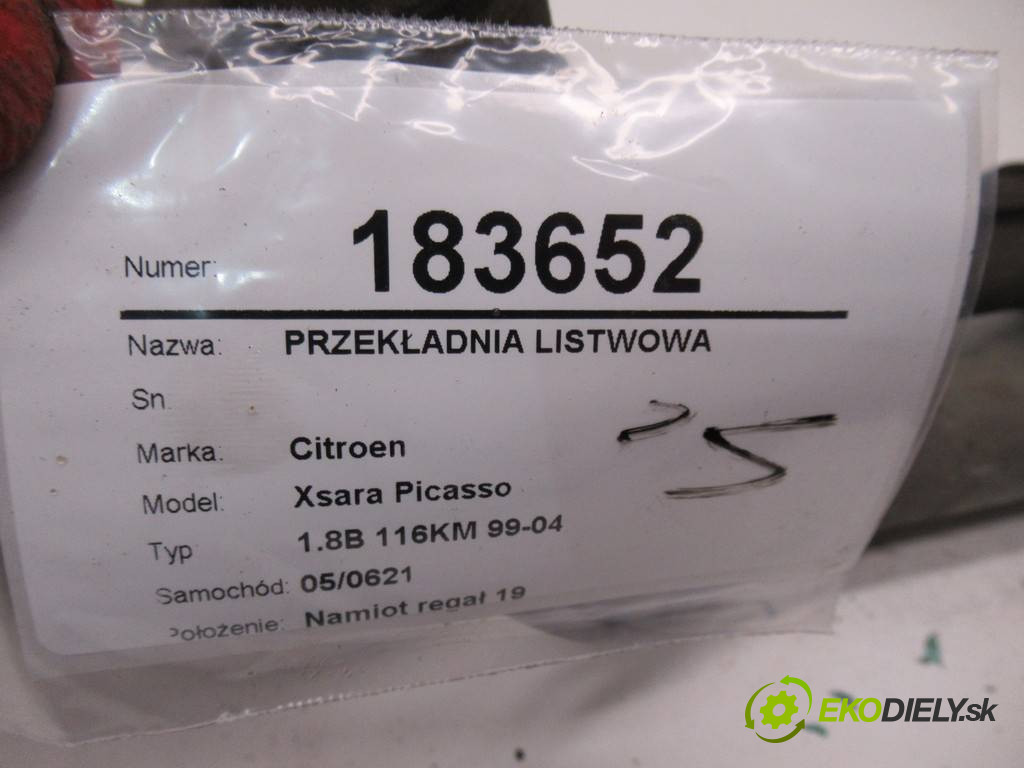 Numer: 183652
Nazwa: PRZEKŁADNIA LISTWOWA
Sn
Marka: Citroen
Model: Xsara Picasso
Typ 1.8B 116KM 99-04
Samochód: 05/0621
Położenie: Namiot regał 19
EKODIELY.sk